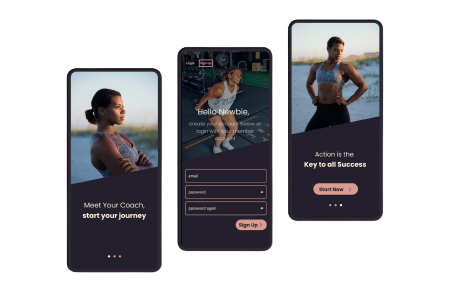 Meet Your Coach,
start your journey
Login Sign Up
Hello Newbie,
create your account below or
login with your member
account
email
password
password again
Sign Up
Action is the
Key to all Success
Start Now